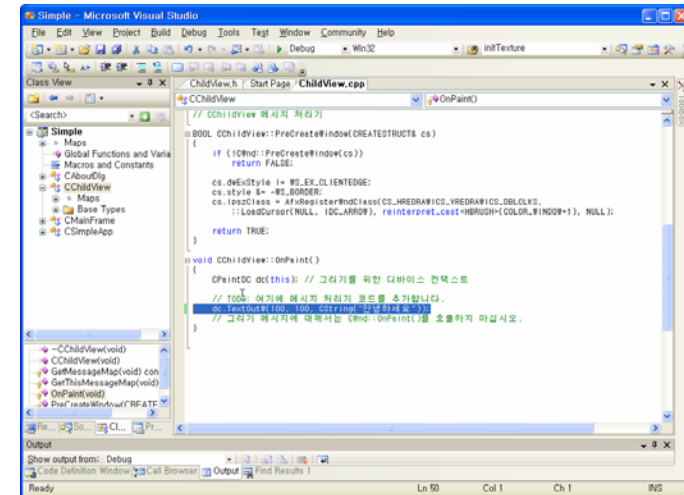 Simple - Microsoft Visual Studio
File Edit View Project Build Debug Tools Test Window Community Help
Debug Win32 initTexture
Class View
ChildView.h Start Page ChildView.cpp
CChildView OnPaint()
<Search>
Simple
Maps
Global Functions and Varia
Macros and Constants
CAboutDlg
CChildView
Maps
Base Types
CMainFrame
CSimpleApp
// CChildView 메시지 처리기
BOOL CChildView::PreCreateWindow(CREATESTRUCT& cs)
{
if (!CWnd::PreCreateWindow(cs))
return FALSE;
cs.dwExStyle |= WS_EX_CLIENTEDGE;
cs.style &= ~WS_BORDER;
cs.lpszClass = AfxRegisterWndClass(CS_HREDRAW|CS_VREDRAW|CS_DBLCLKS,
::LoadCursor(NULL, IDC_ARROW), reinterpret_cast<HBRUSH>(COLOR_WINDOW+1), NULL);
return TRUE;
}
void CChildView::OnPaint()
{
CPaintDC dc(this); // 그리기를 위한 디바이스 컨텍스트
// TODO: 여기에 메시지 처리기 코드를 추가합니다.
dc.TextOutW(100, 100, CString("안녕하세요"));
// 그리기 메시지에 대해서는 CWnd::OnPaint()를 호출하지 마십시오.
}
~CChildView(void)
CChildView(void)
GetMessageMap(void) con
GetThisMessageMap(void)
OnPaint(void)
PreCreateWindow(CREATE
Re... So... Cl... Pr...
Output
Show output from: Debug
Code Definition Window Call Browser Output Find Results 1
Ready Ln 50 Col 1 Ch 1 INS